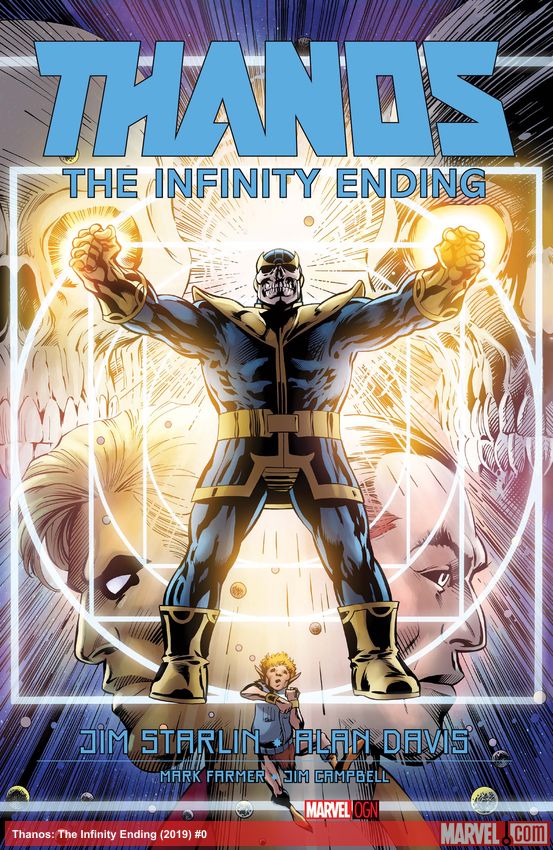 THANOS
THE INFINITY ENDING
JIM STARLIN • ALAN DAVIS
MARK FARMER • JIM CAMPBELL
MARVEL OGN
Thanos: The Infinity Ending (2019) #0
MARVEL.com